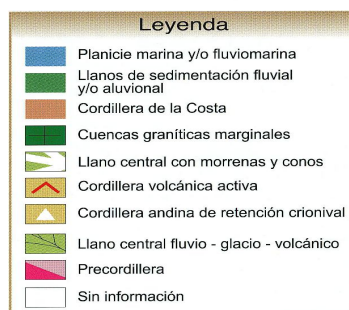 Leyenda
Planicie marina y/o fluviomarina
Llanos de sedimentación fluvial
y/o aluvional
Cordillera de la Costa
Cuencas graníticas marginales
Llano central con morrenas y conos
Cordillera volcánica activa
Cordillera andina de retención crionival
Llano central fluvio - glacio - volcánico
Precordillera
Sin información